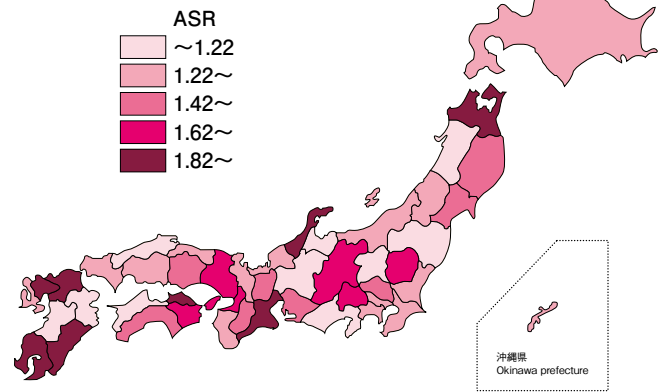 ASR
～1.22
1.22～
1.42～
1.62～
1.82～
沖縄県
Okinawa prefecture